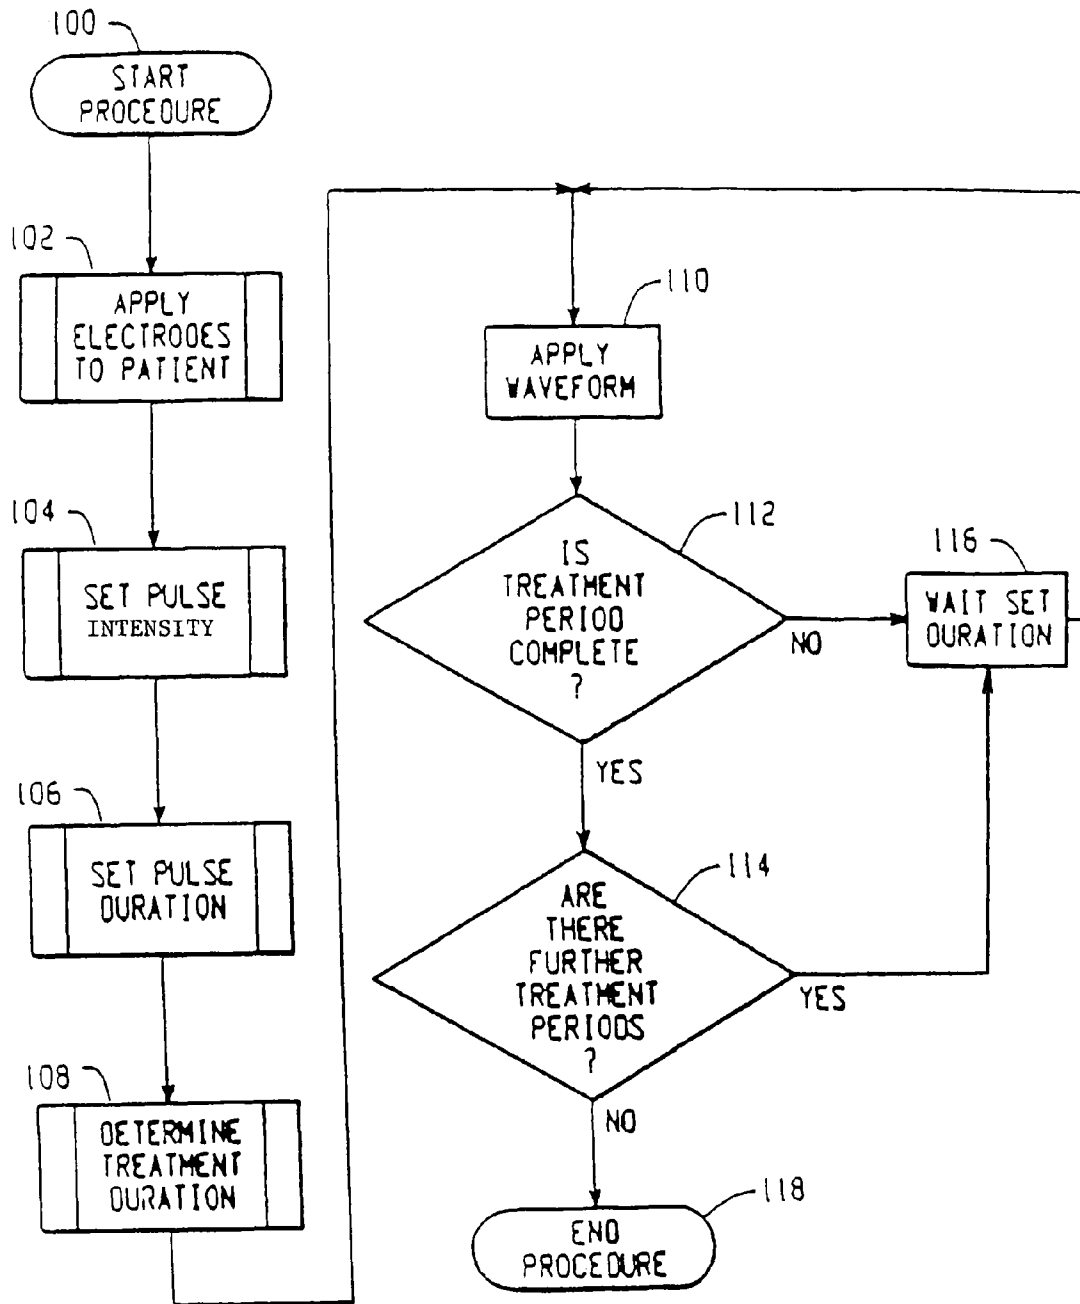 100
START
PROCEDURE
102
APPLY
ELECTRODES
TO PATIENT
104
SET PULSE
INTENSITY
106
SET PULSE
DURATION
108
DETERMINE
TREATMENT
DURATION
110
APPLY
WAVEFORM
112
IS
TREATMENT
PERIOD
COMPLETE
?
NO
YES
116
WAIT SET
DURATION
114
ARE
THERE
FURTHER
TREATMENT
PERIODS
?
YES
NO
118
END
PROCEDURE